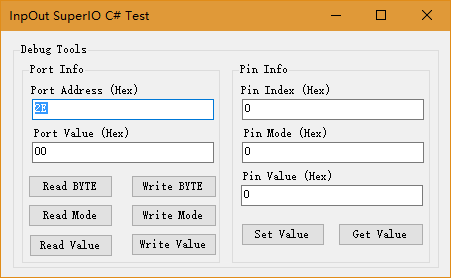 InpOut SuperIO C# Test
Debug Tools
Port Info
Port Address (Hex)
2E
Port Value (Hex)
00
Read BYTE
Write BYTE
Read Mode
Write Mode
Read Value
Write Value
Pin Info
Pin Index (Hex)
0
Pin Mode (Hex)
0
Pin Value (Hex)
0
Set Value
Get Value